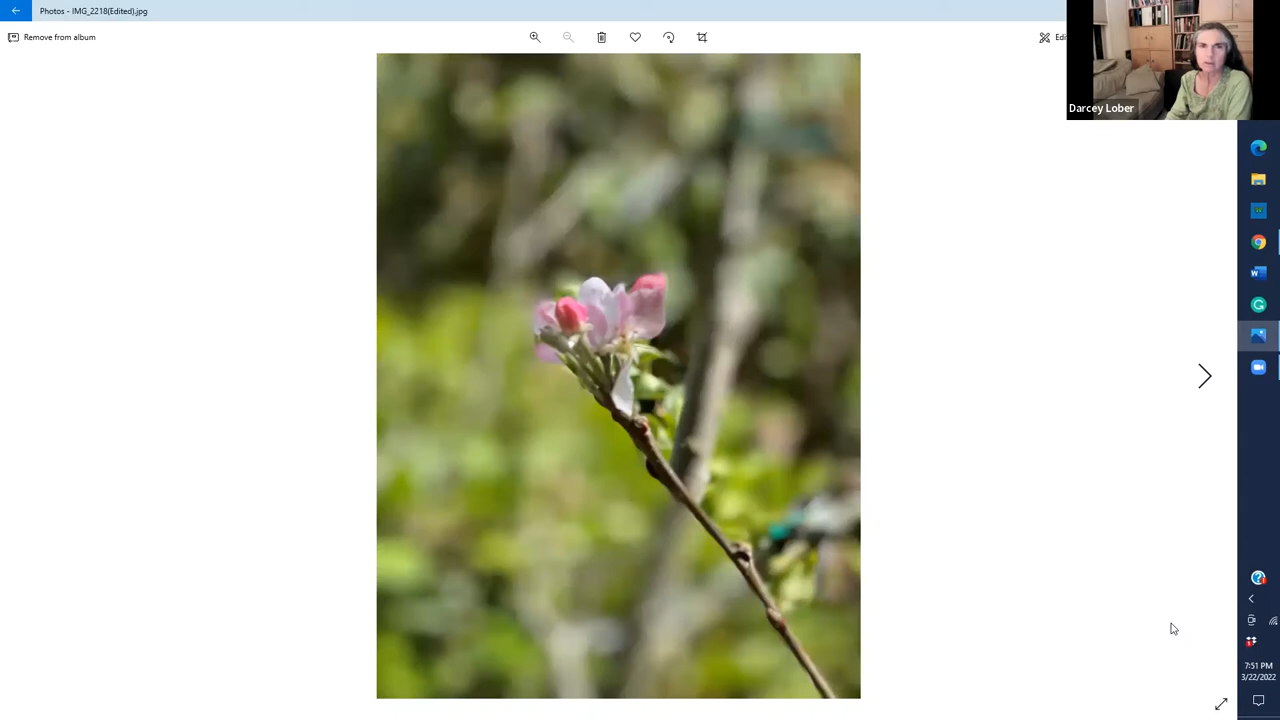 Photos - IMG_2218(Edited).jpg
Remove from album
Darcey Lober
7:51 PM
3/22/2022